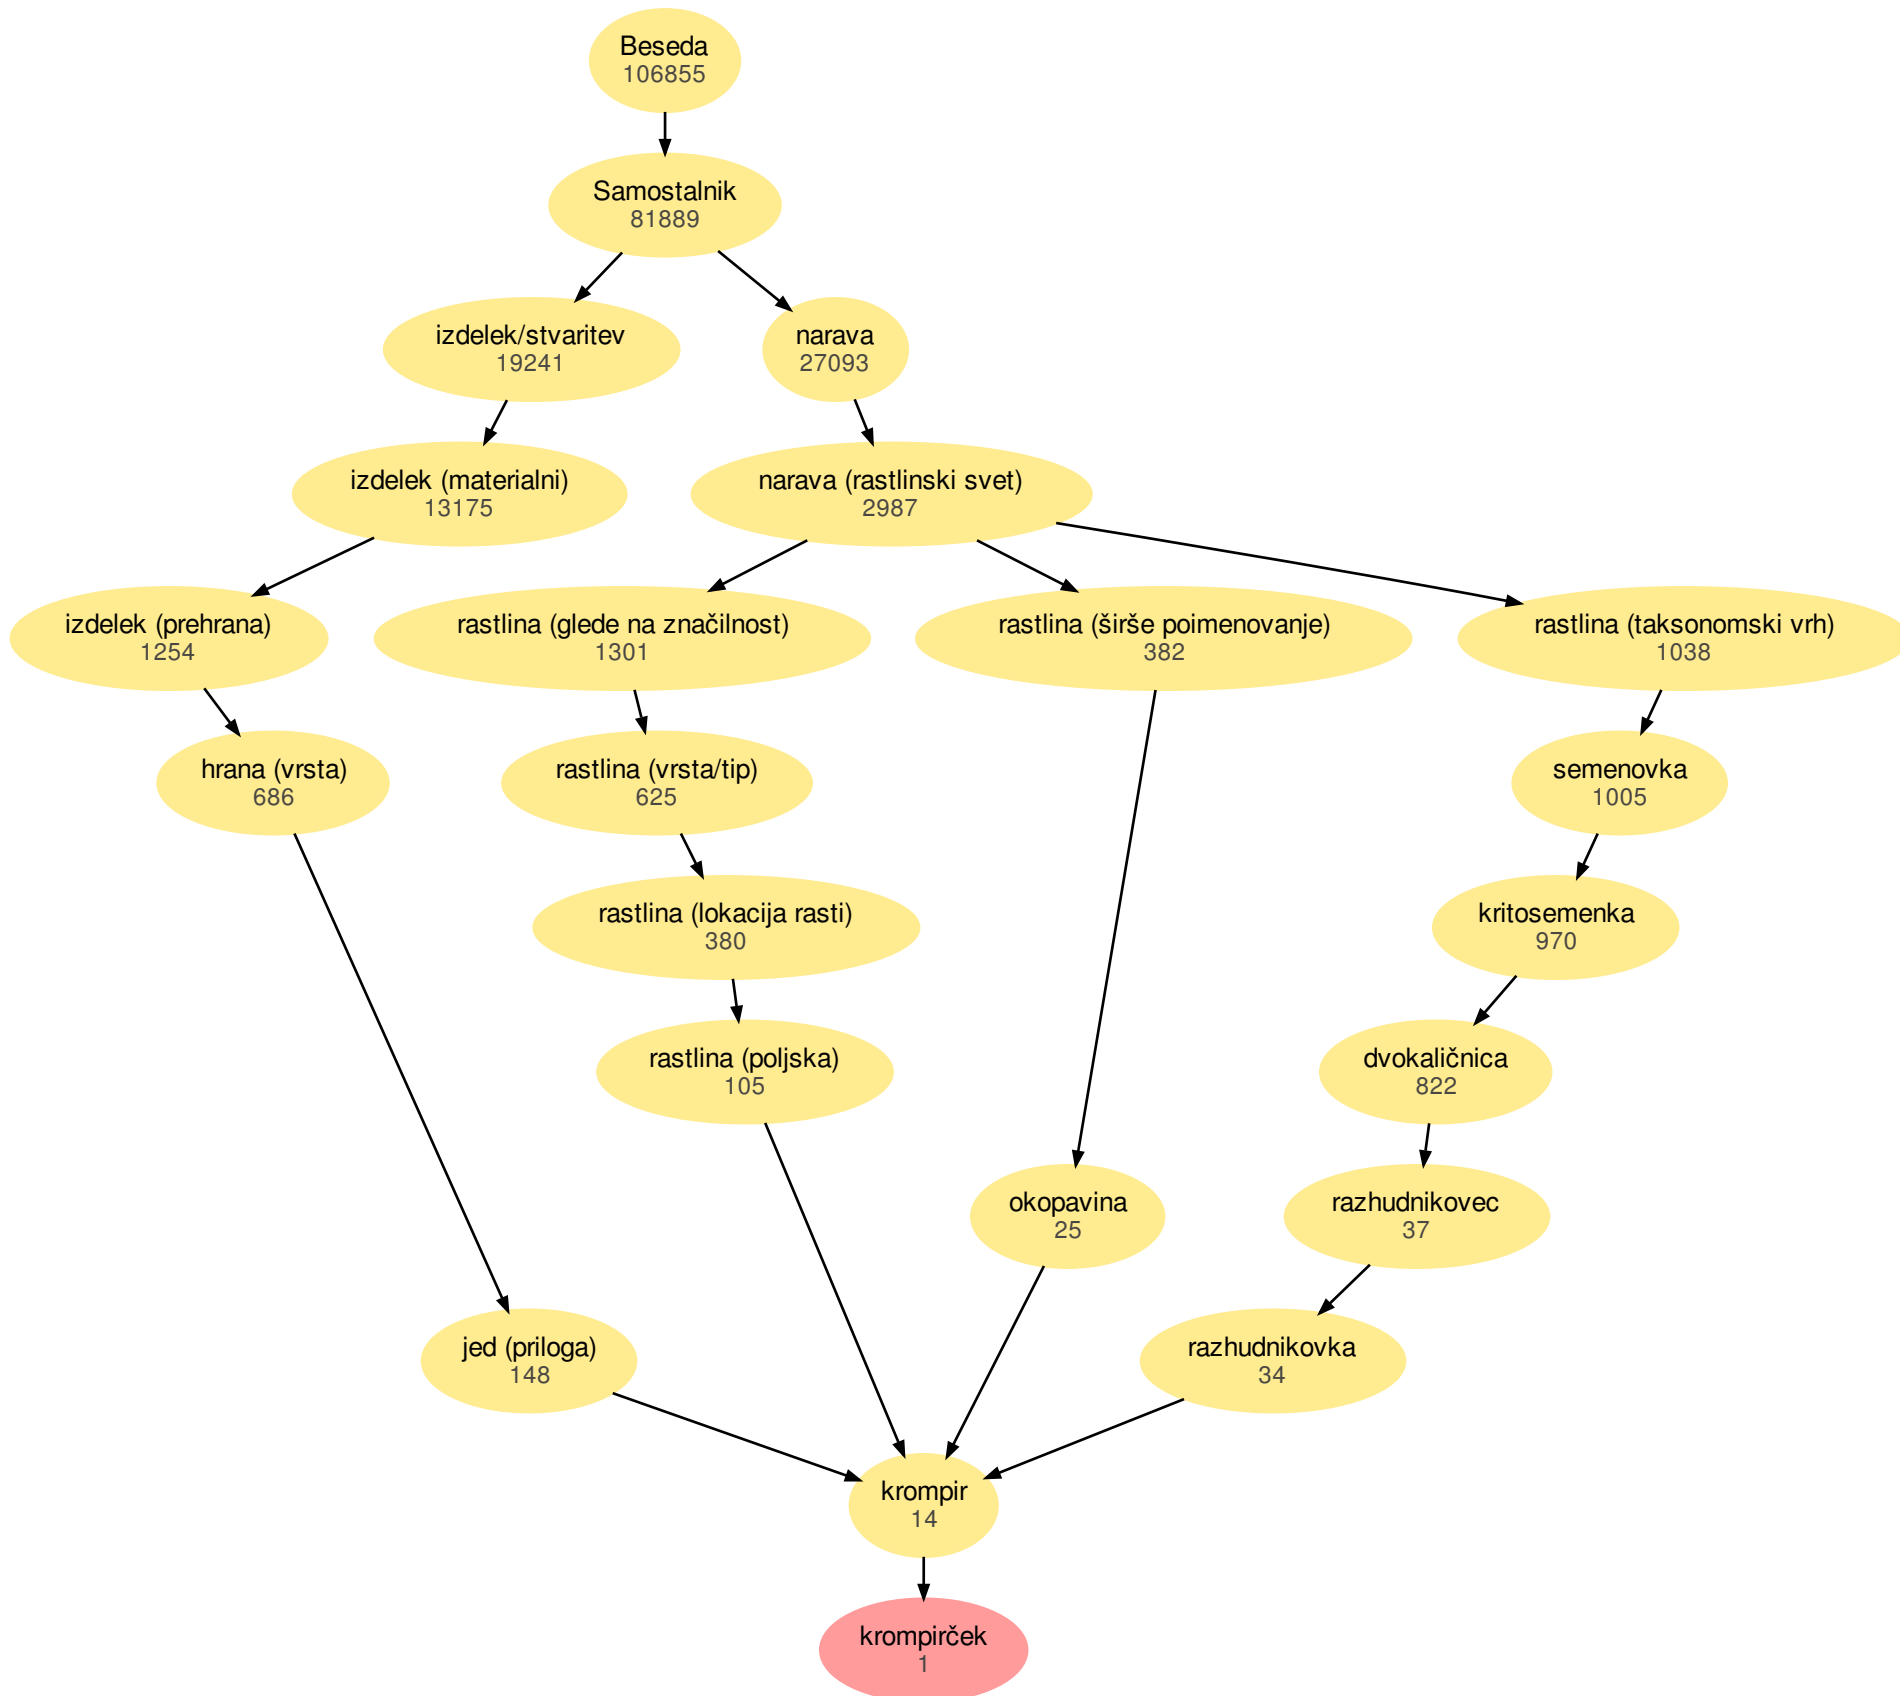 Beseda
106855
Samostalnik
81889
izdelek/stvaritev
19241
narava
27093
izdelek (materialni)
13175
narava (rastlinski svet)
2987
izdelek (prehrana)
1254
rastlina (glede na značilnost)
1301
rastlina (širše poimenovanje)
382
rastlina (taksonomski vrh)
1038
hrana (vrsta)
686
rastlina (vrsta/tip)
625
semenovka
1005
rastlina (lokacija rasti)
380
kritosemenka
970
rastlina (poljska)
105
dvokaličnica
822
okopavina
25
razhudnikovec
37
jed (priloga)
148
razhudnikovka
34
krompir
14
krompirček
1